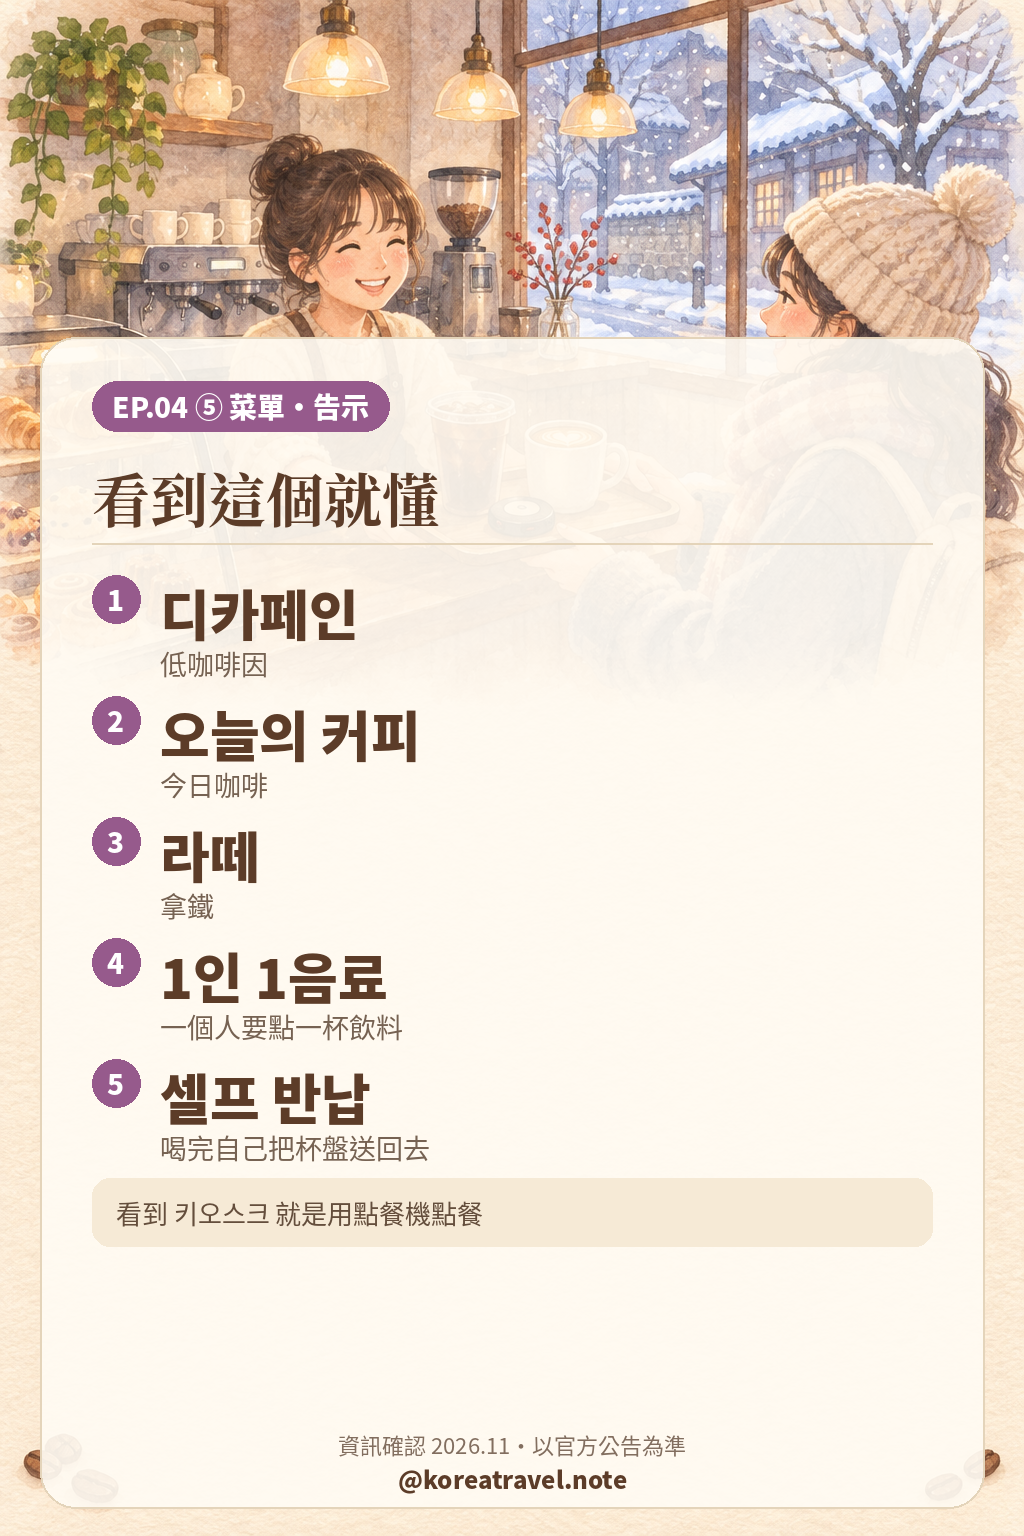 EP.04 ⑤ 菜單・告示
看到這個就懂
1 디카페인
低咖啡因
2 오늘의 커피
今日咖啡
3 라떼
拿鐵
4 1인 1음료
一個人要點一杯飲料
5 셀프 반납
喝完自己把杯盤送回去
看到 키오스크 就是用點餐機點餐
資訊確認 2026.11・以官方公告為準
@koreatravel.note